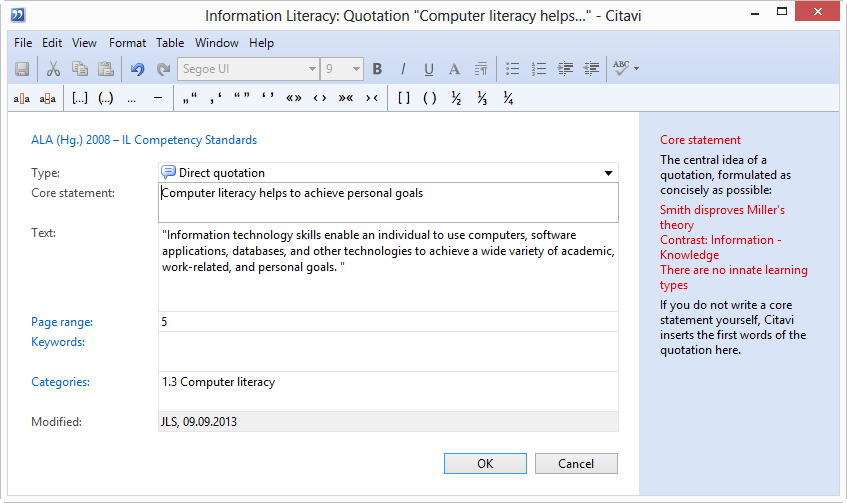 Information Literacy: Quotation "Computer literacy helps..." - Citavi
File Edit View Format Table Window Help
Segoe UI 9 B I U A ABC
a[]a a[]a [...] (...) ... – „ “ ‚ ‘ “ ” ‘ ’ « » ‹ › » « › ‹ [ ] ( ) ½ ⅓ ¼
ALA (Hg.) 2008 – IL Competency Standards
Type: Direct quotation
Core statement: Computer literacy helps to achieve personal goals
Text: "Information technology skills enable an individual to use computers, software
applications, databases, and other technologies to achieve a wide variety of academic,
work-related, and personal goals. "
Page range: 5
Keywords:
Categories: 1.3 Computer literacy
Modified: JLS, 09.09.2013
OK Cancel
Core statement
The central idea of a
quotation, formulated as
concisely as possible:
Smith disproves Miller's
theory
Contrast: Information -
Knowledge
There are no innate learning
types
If you do not write a core
statement yourself, Citavi
inserts the first words of the
quotation here.